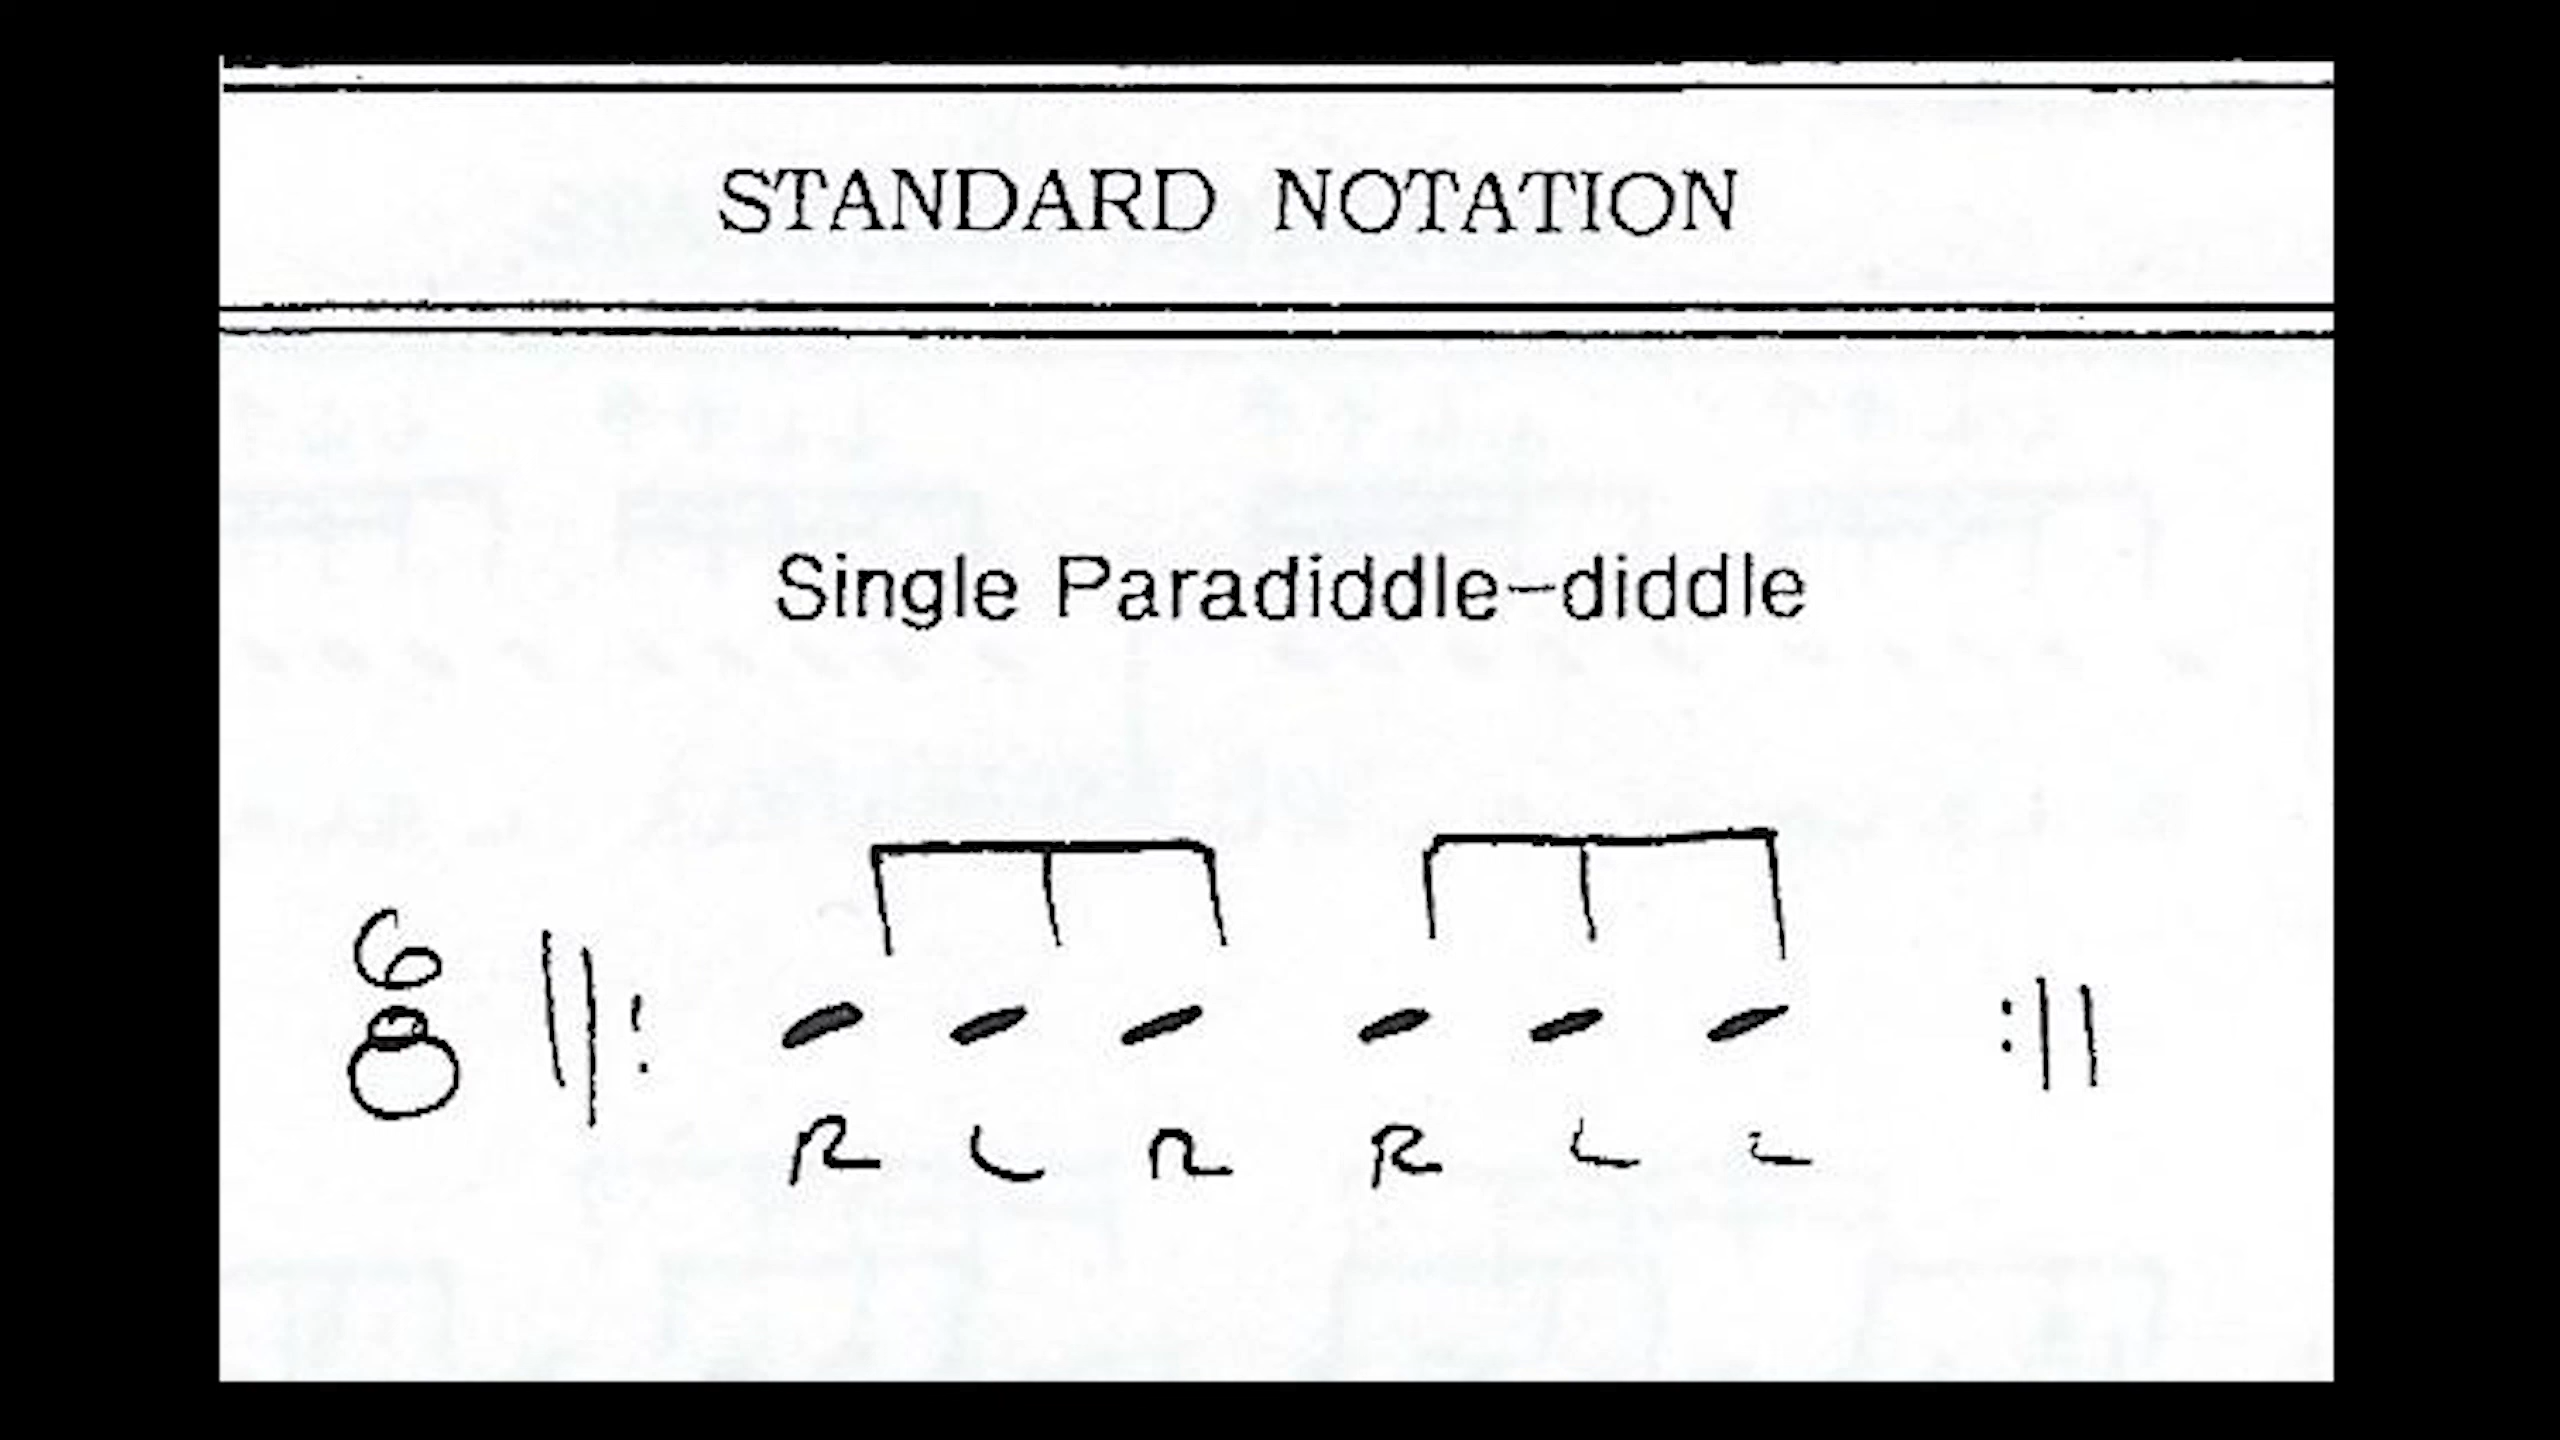 STANDARD NOTATION
Single Paradiddle-diddle
6
8
R L R R L L